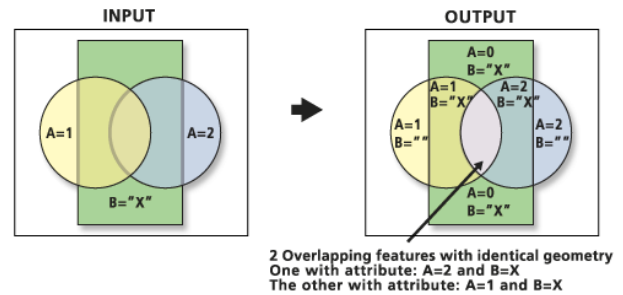 INPUT
A=1
A=2
B="X"
OUTPUT
A=0
B="X"
A=1
B="X"
A=2
B="X"
A=1
B=""
A=2
B=""
A=0
B="X"
2 Overlapping features with identical geometry
One with attribute: A=2 and B=X
The other with attribute: A=1 and B=X